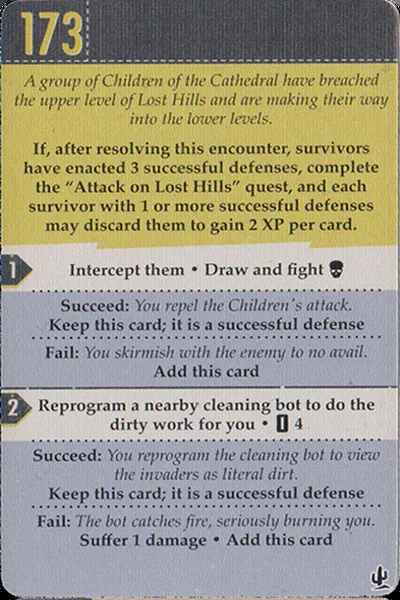 173
A group of Children of the Cathedral have breached
the upper level of Lost Hills and are making their way
into the lower levels.
If, after resolving this encounter, survivors
have enacted 3 successful defenses, complete
the “Attack on Lost Hills” quest, and each
survivor with 1 or more successful defenses
may discard them to gain 2 XP per card.
1 Intercept them • Draw and fight
Succeed: You repel the Children's attack.
Keep this card; it is a successful defense
Fail: You skirmish with the enemy to no avail.
Add this card
2 Reprogram a nearby cleaning bot to do the
dirty work for you • I 4
Succeed: You reprogram the cleaning bot to view
the invaders as literal dirt.
Keep this card; it is a successful defense
Fail: The bot catches fire, seriously burning you.
Suffer 1 damage • Add this card